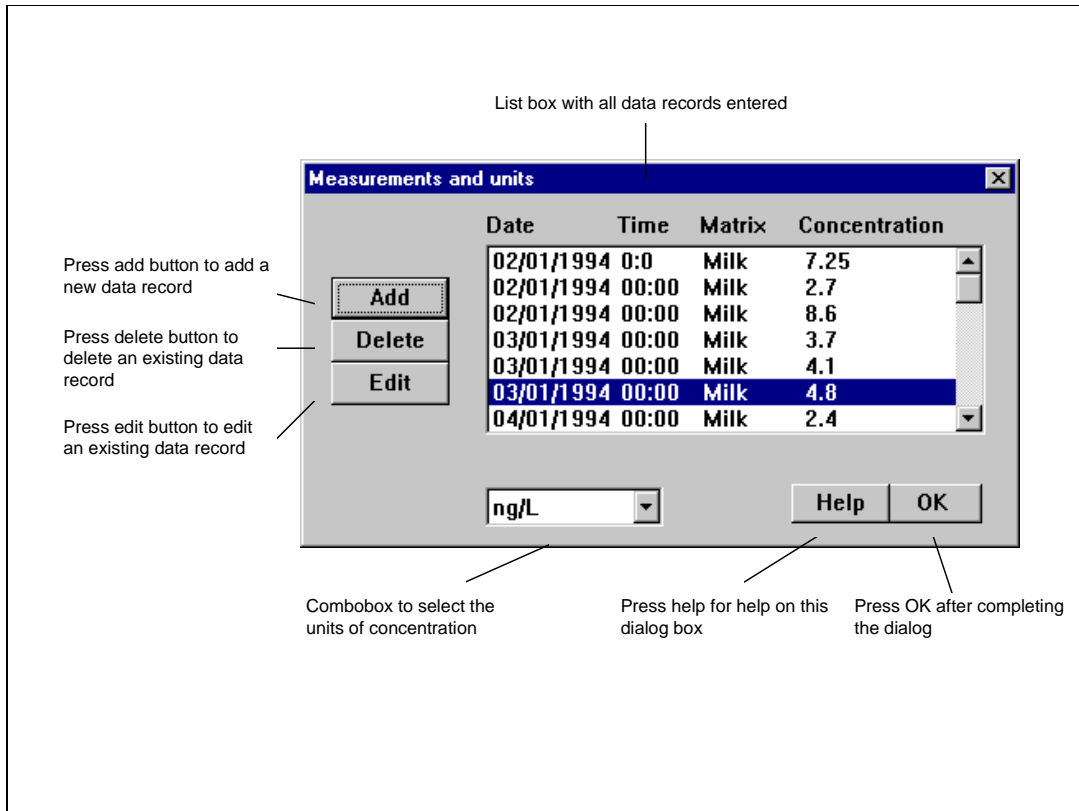 List box with all data records entered
Measurements and units
Date Time Matrix Concentration
02/01/1994 0:0 Milk 7.25
02/01/1994 00:00 Milk 2.7
02/01/1994 00:00 Milk 8.6
03/01/1994 00:00 Milk 3.7
03/01/1994 00:00 Milk 4.1
03/01/1994 00:00 Milk 4.8
04/01/1994 00:00 Milk 2.4
Press add button to add a
new data record
Add
Press delete button to
delete an existing data
record
Delete
Press edit button to edit
an existing data record
Edit
ng/L
Help
OK
Combobox to select the
units of concentration
Press help for help on this
dialog box
Press OK after completing
the dialog